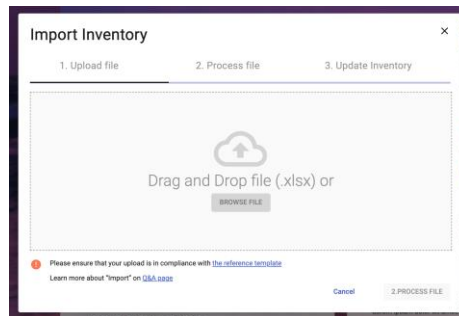 Import Inventory
1. Upload file
2. Process file
3. Update Inventory
Drag and Drop file (.xlsx) or
BROWSE FILE
Please ensure that your upload is in compliance with the reference template
Learn more about "Import" on Q&A page
Cancel
2.PROCESS FILE